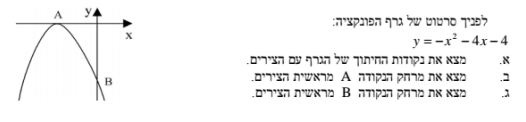 לפניך סרטוט של גרף הפונקציה:
y = −x² − 4x − 4
א. מצא את נקודות החיתוך של הגרף עם הצירים.
ב. מצא את מרחק הנקודה A מראשית הצירים.
ג. מצא את מרחק הנקודה B מראשית הצירים.
A
y
x
B